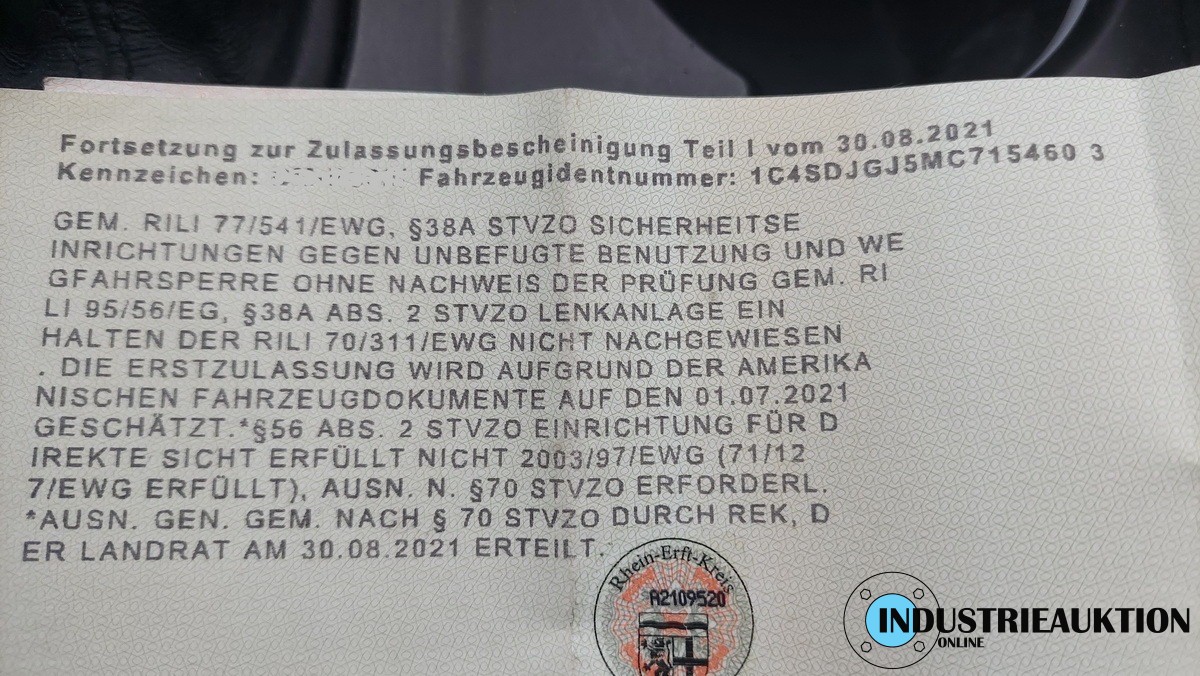 Fortsetzung zur Zulassungsbescheinigung Teil I vom 30.08.2021
Kennzeichen: Fahrzeugidentnummer: 1C4SDJGJ5MC715460 3
GEM. RILI 77/541/EWG, §38A STVZO SICHERHEITSE
INRICHTUNGEN GEGEN UNBEFUGTE BENUTZUNG UND WE
GFAHRSPERRE OHNE NACHWEIS DER PRÜFUNG GEM. RI
LI 95/56/EG, §38A ABS. 2 STVZO LENKANLAGE EIN
HALTEN DER RILI 70/311/EWG NICHT NACHGEWIESEN
. DIE ERSTZULASSUNG WIRD AUFGRUND DER AMERIKA
NISCHEN FAHRZEUGDOKUMENTE AUF DEN 01.07.2021
GESCHÄTZT.*§56 ABS. 2 STVZO EINRICHTUNG FÜR D
IREKTE SICHT ERFÜLLT NICHT 2003/97/EWG (71/12
7/EWG ERFÜLLT), AUSN. N. §70 STVZO ERFORDERL.
*AUSN. GEN. GEM. NACH § 70 STVZO DURCH REK, D
ER LANDRAT AM 30.08.2021 ERTEILT.
Rhein-Erft-Kreis
A2109520
INDUSTRIEAUKTION
ONLINE